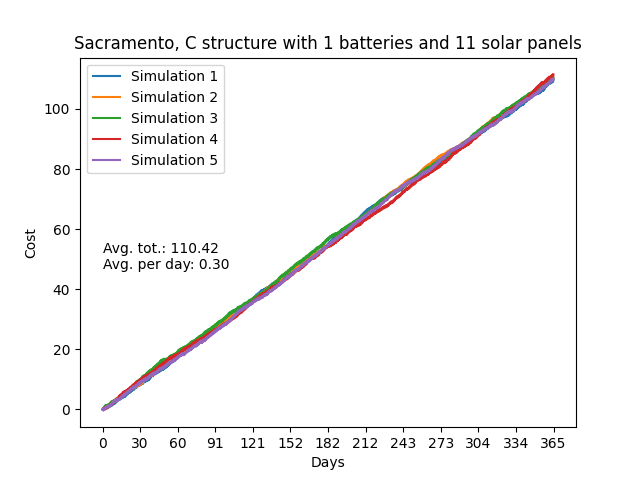 Sacramento, C structure with 1 batteries and 11 solar panels
Simulation 1
Simulation 2
Simulation 3
Simulation 4
Simulation 5
Avg. tot.: 110.42
Avg. per day: 0.30
Cost
100
80
60
40
20
0
0 30 60 91 121 152 182 212 243 273 304 334 365
Days